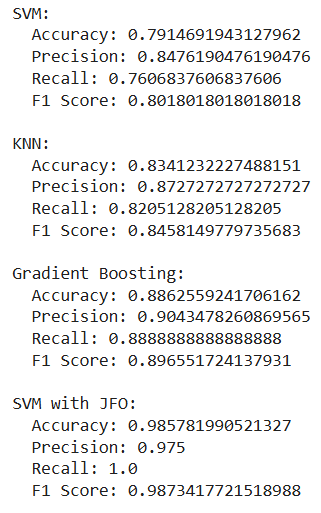 SVM:
Accuracy: 0.7914691943127962
Precision: 0.8476190476190476
Recall: 0.7606837606837606
F1 Score: 0.8018018018018018
KNN:
Accuracy: 0.8341232227488151
Precision: 0.8727272727272727
Recall: 0.8205128205128205
F1 Score: 0.8458149779735683
Gradient Boosting:
Accuracy: 0.8862559241706162
Precision: 0.9043478260869565
Recall: 0.8888888888888888
F1 Score: 0.896551724137931
SVM with JFO:
Accuracy: 0.985781990521327
Precision: 0.975
Recall: 1.0
F1 Score: 0.9873417721518988